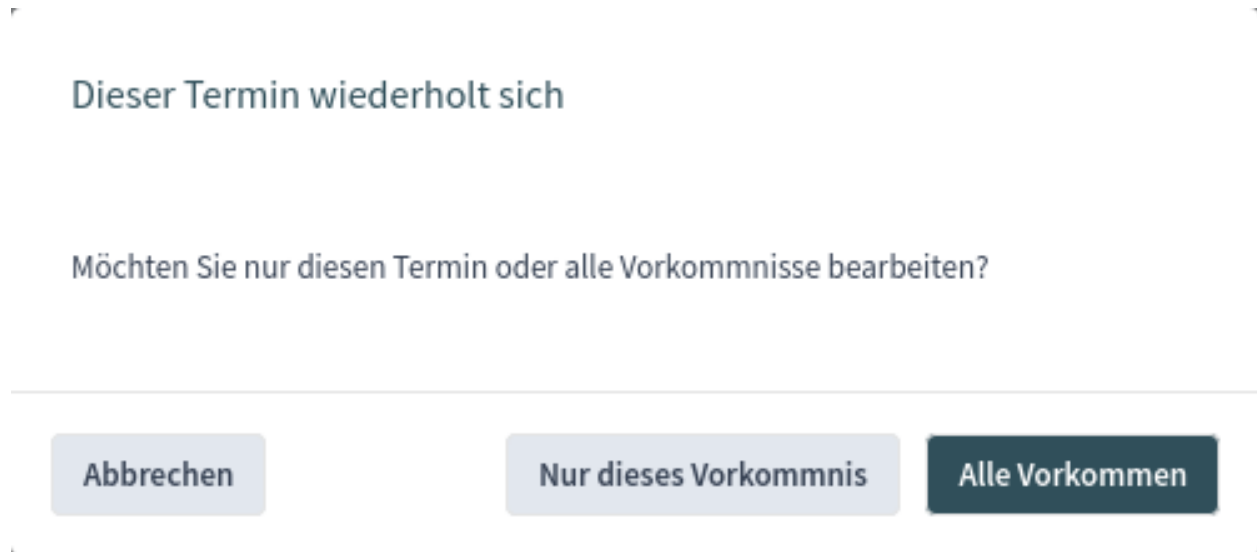 Dieser Termin wiederholt sich
Möchten Sie nur diesen Termin oder alle Vorkommnisse bearbeiten?
Abbrechen
Nur dieses Vorkommnis
Alle Vorkommen